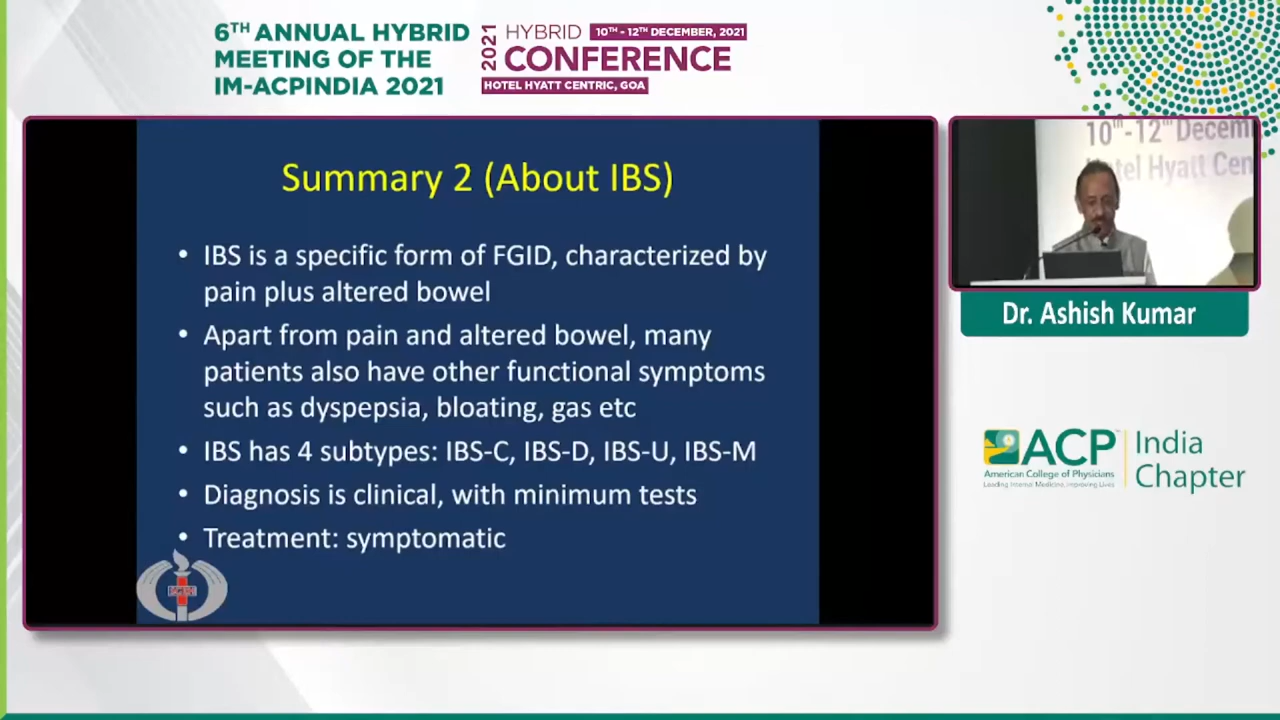 6TH ANNUAL HYBRID
MEETING OF THE
IM-ACPINDIA 2021
2021
HYBRID 10TH - 12TH DECEMBER, 2021
CONFERENCE
HOTEL HYATT CENTRIC, GOA
Summary 2 (About IBS)
• IBS is a specific form of FGID, characterized by
pain plus altered bowel
• Apart from pain and altered bowel, many
patients also have other functional symptoms
such as dyspepsia, bloating, gas etc
• IBS has 4 subtypes: IBS-C, IBS-D, IBS-U, IBS-M
• Diagnosis is clinical, with minimum tests
• Treatment: symptomatic
10th-12th Decem
tel Hyatt Cen
Dr. Ashish Kumar
ACP
American College of Physicians
Leading Internal Medicine, Improving Lives
India
Chapter